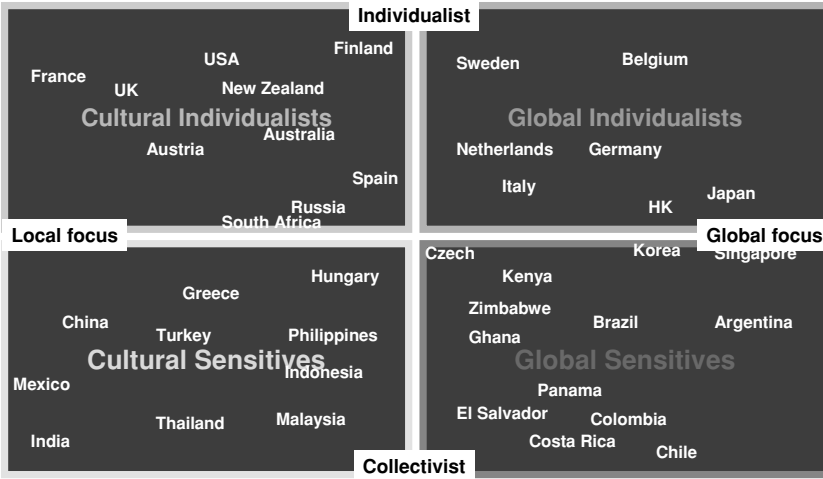 Individualist
Finland
USA
France
UK
New Zealand
Cultural Individualists
Australia
Austria
Spain
Russia
South Africa
Sweden
Belgium
Global Individualists
Netherlands
Germany
Italy
Japan
HK
Local focus
Global focus
Hungary
Greece
China
Turkey
Philippines
Cultural Sensitives
Indonesia
Mexico
Malaysia
Thailand
India
Czech
Korea
Singapore
Kenya
Zimbabwe
Brazil
Argentina
Ghana
Global Sensitives
Panama
El Salvador
Colombia
Costa Rica
Chile
Collectivist